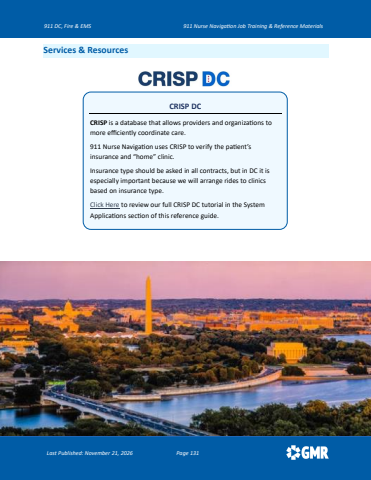 911 DC, Fire & EMS
911 Nurse Navigation Job Training & Reference Materials
Services & Resources
CRISP DC
CRISP DC
CRISP is a database that allows providers and organizations to
more efficiently coordinate care.
911 Nurse Navigation uses CRISP to verify the patient's
insurance and "home" clinic.
Insurance type should be asked in all contracts, but in DC it is
especially important because we will arrange rides to clinics
based on insurance type.
Click Here to review our full CRISP DC tutorial in the System
Applications section of this reference guide.
Last Published: November 21, 2026
Page 131
GMR